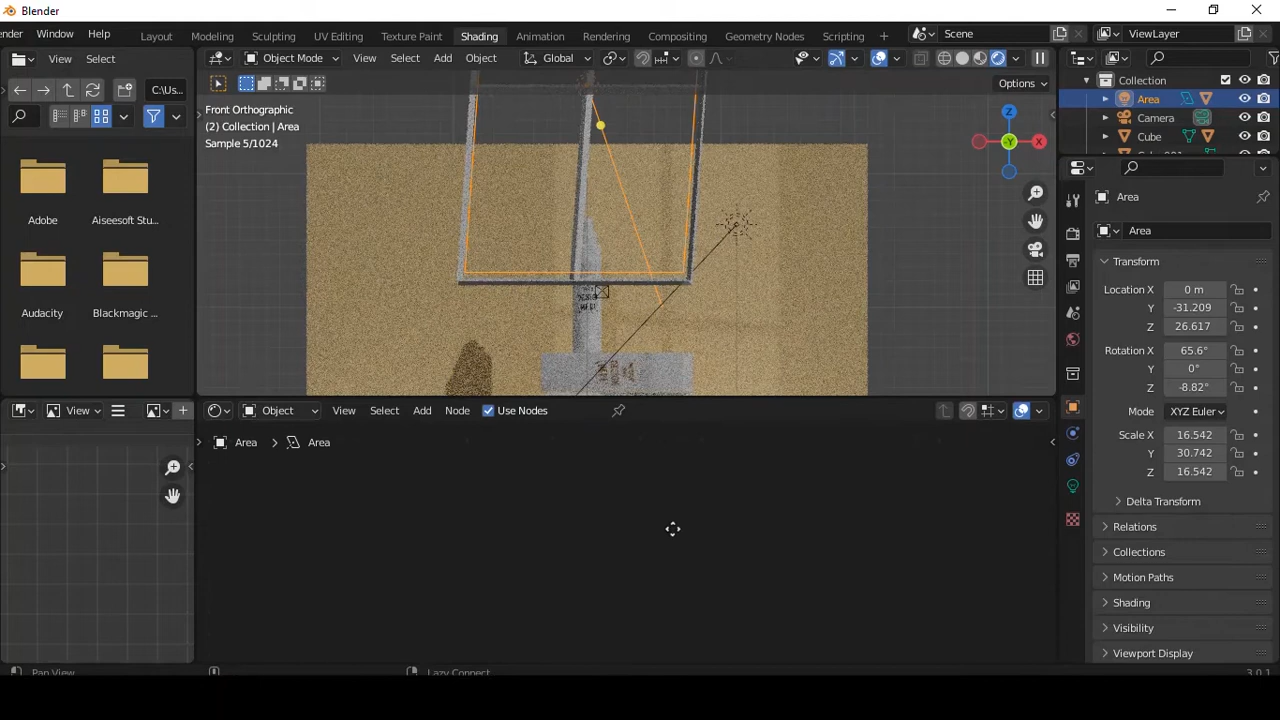 Blender
ender Window Help Layout Modeling Sculpting UV Editing Texture Paint Shading Animation Rendering Compositing Geometry Nodes Scripting + Scene ViewLayer
View Select Object Mode View Select Add Object Global
C:\Us... Options Collection
Front Orthographic Area
(2) Collection | Area Camera
Sample 5/1024 Cube
Z
Y X
Adobe Aiseesoft Stu... Area
Area
Transform
Location X 0 m
Y -31.209
Audacity Blackmagic ... Z 26.617
Rotation X 65.6°
Y 0°
Z -8.82°
View + Object View Select Add Node Use Nodes Mode XYZ Euler
Area > Area Scale X 16.542
Y 30.742
Z 16.542
Delta Transform
Relations
Collections
Motion Paths
Shading
Visibility
Viewport Display
Pan View Lazy Connect 3.0.1